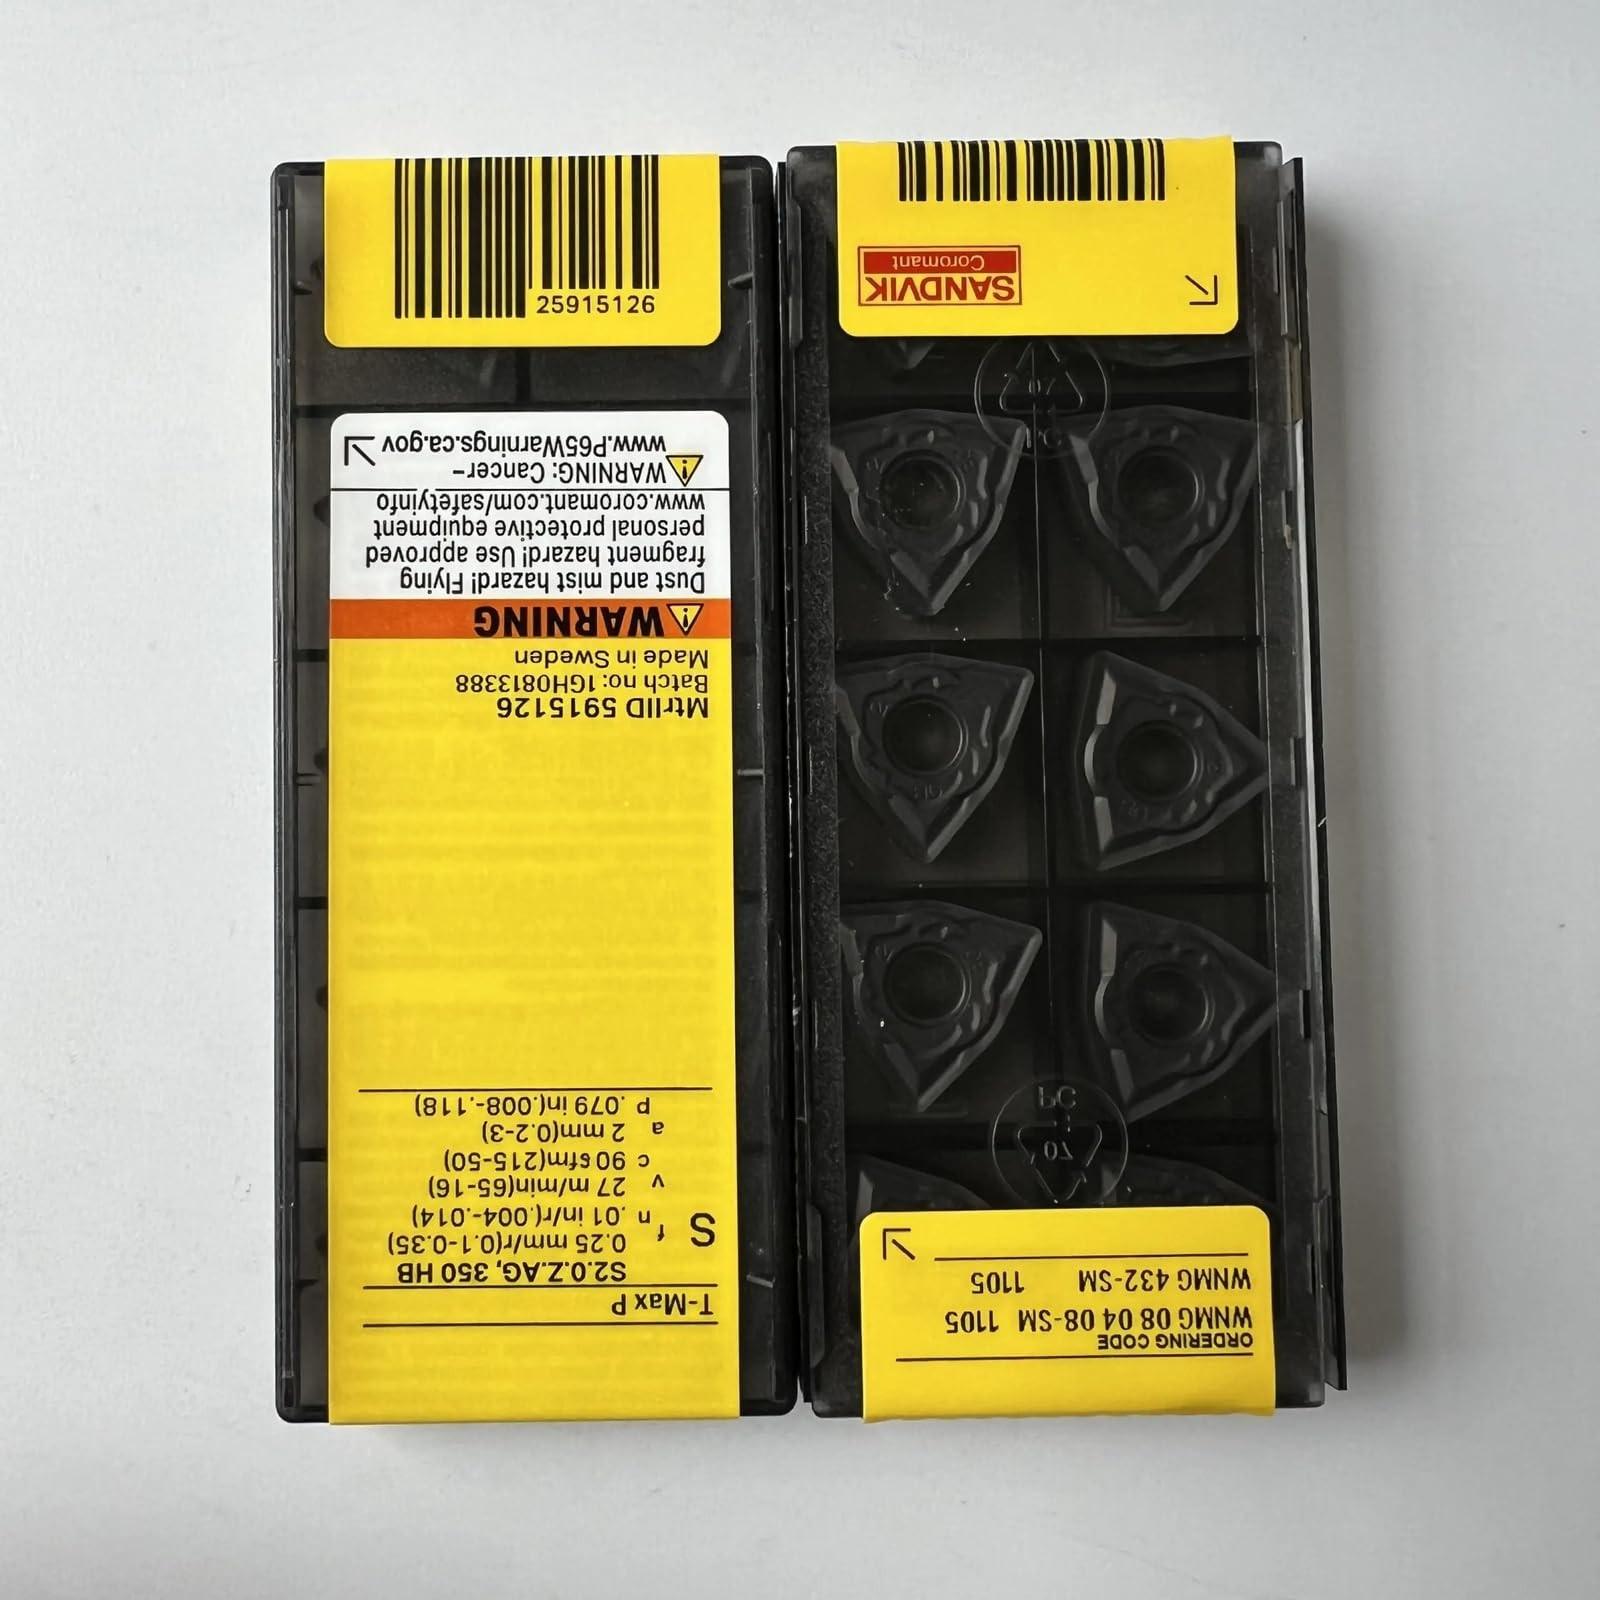 25915126
www.P65Warnings.ca.gov
WARNING: Cancer-
www.coromant.com/safetyinfo
personal protective equipment
fragment hazard! Use approved
Dust and mist hazard! Flying
WARNING
Made in Sweden
Batch no: 1GH0813388
MtrlID 5915126
P .079 in(.008-.118)
a 2 mm(0.2-3)
c 90 sfm(215-50)
v 27 m/min(65-16)
n .01 in/r(.004-.014)
S
f 0.25 mm/r(0.1-0.35)
S2.0.Z.AG, 350 HB
T-Max P
SANDVIK
Coromant
07
PC
PC
07
ORDERING CODE
WNMG 08 04 08-SM 1105
WNMG 432-SM 1105